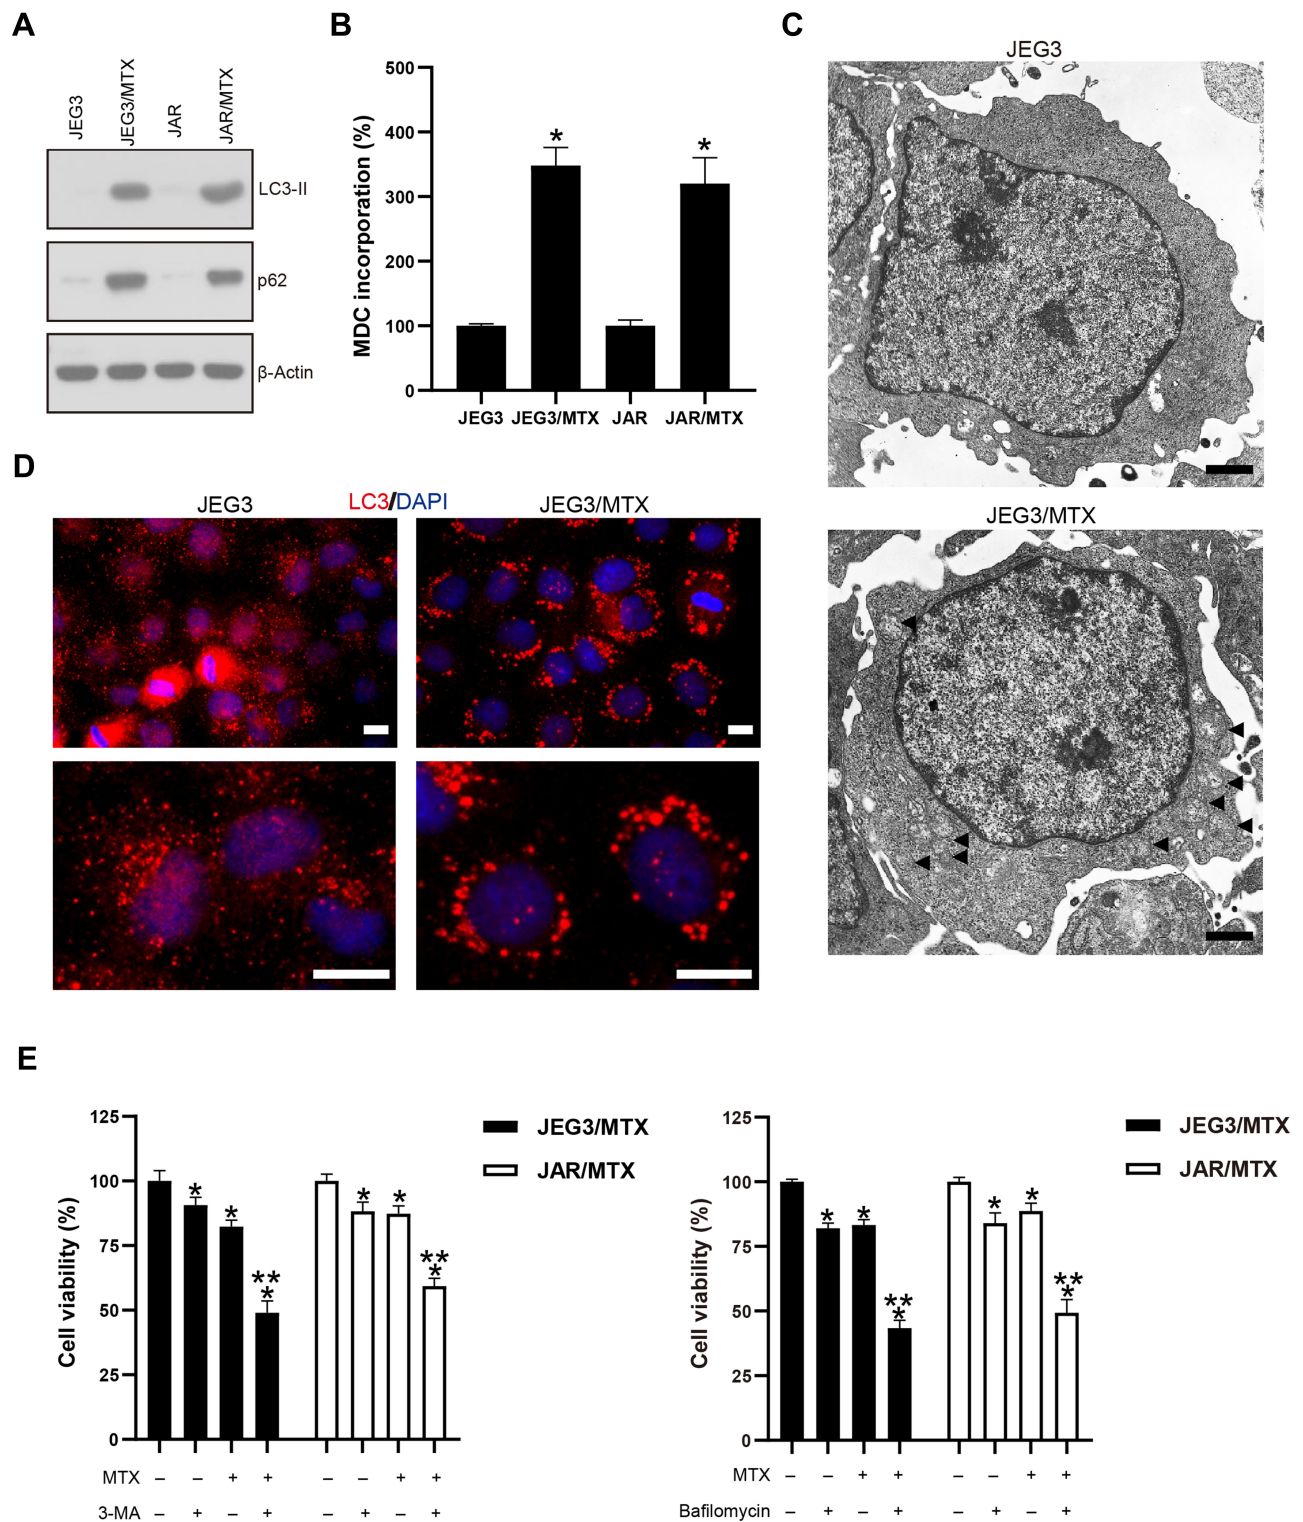 A
JEG3
JEG3/MTX
JAR
JAR/MTX
LC3-II
p62
β-Actin
B
MDC incorporation (%)
500
400
300
200
100
0
*
*
JEG3 JEG3/MTX JAR JAR/MTX
C
JEG3
JEG3/MTX
D
JEG3 LC3/DAPI JEG3/MTX
E
Cell viability (%)
125
100
75
50
25
0
* * ** *
* * ** *
JEG3/MTX
JAR/MTX
MTX – – + + – – + +
3-MA – + – + – + – +
Cell viability (%)
125
100
75
50
25
0
* * ** *
* * ** *
JEG3/MTX
JAR/MTX
MTX – – + + – – + +
Bafilomycin – + – + – + – +